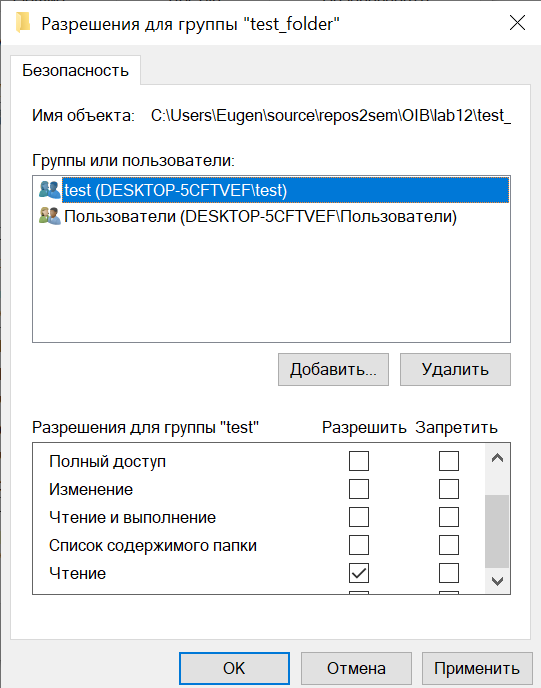 Разрешения для группы "test_folder"
Безопасность
Имя объекта: C:\Users\Eugen\source\repos2sem\OIB\lab12\test_
Группы или пользователи:
test (DESKTOP-5CFTVEF\test)
Пользователи (DESKTOP-5CFTVEF\Пользователи)
Добавить... Удалить
Разрешения для группы "test" Разрешить Запретить
Полный доступ
Изменение
Чтение и выполнение
Список содержимого папки
Чтение
OK Отмена Применить